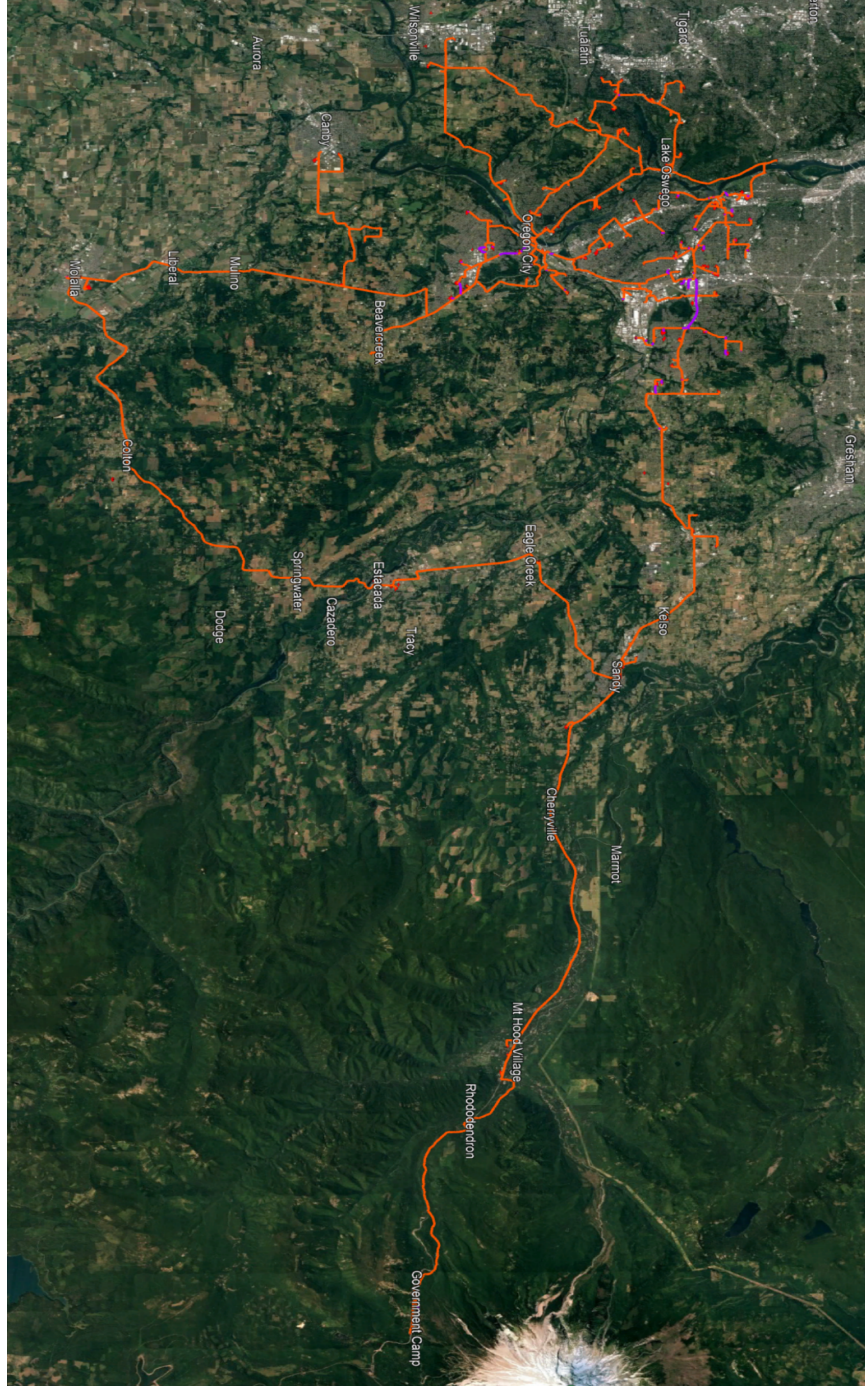 Gresham
rton
Tigard
Lake Oswego
Kelso
Sandy
Marmot
Tualatin
Cherryville
Eagle Creek
Oregon City
Mt Hood Village
Rhododendron
Government Camp
Wilsonville
Tracy
Beavercreek
Estacada
Cazadero
Canby
Springwater
Aurora
Mulino
Dodge
Liberal
Colton
Molalla